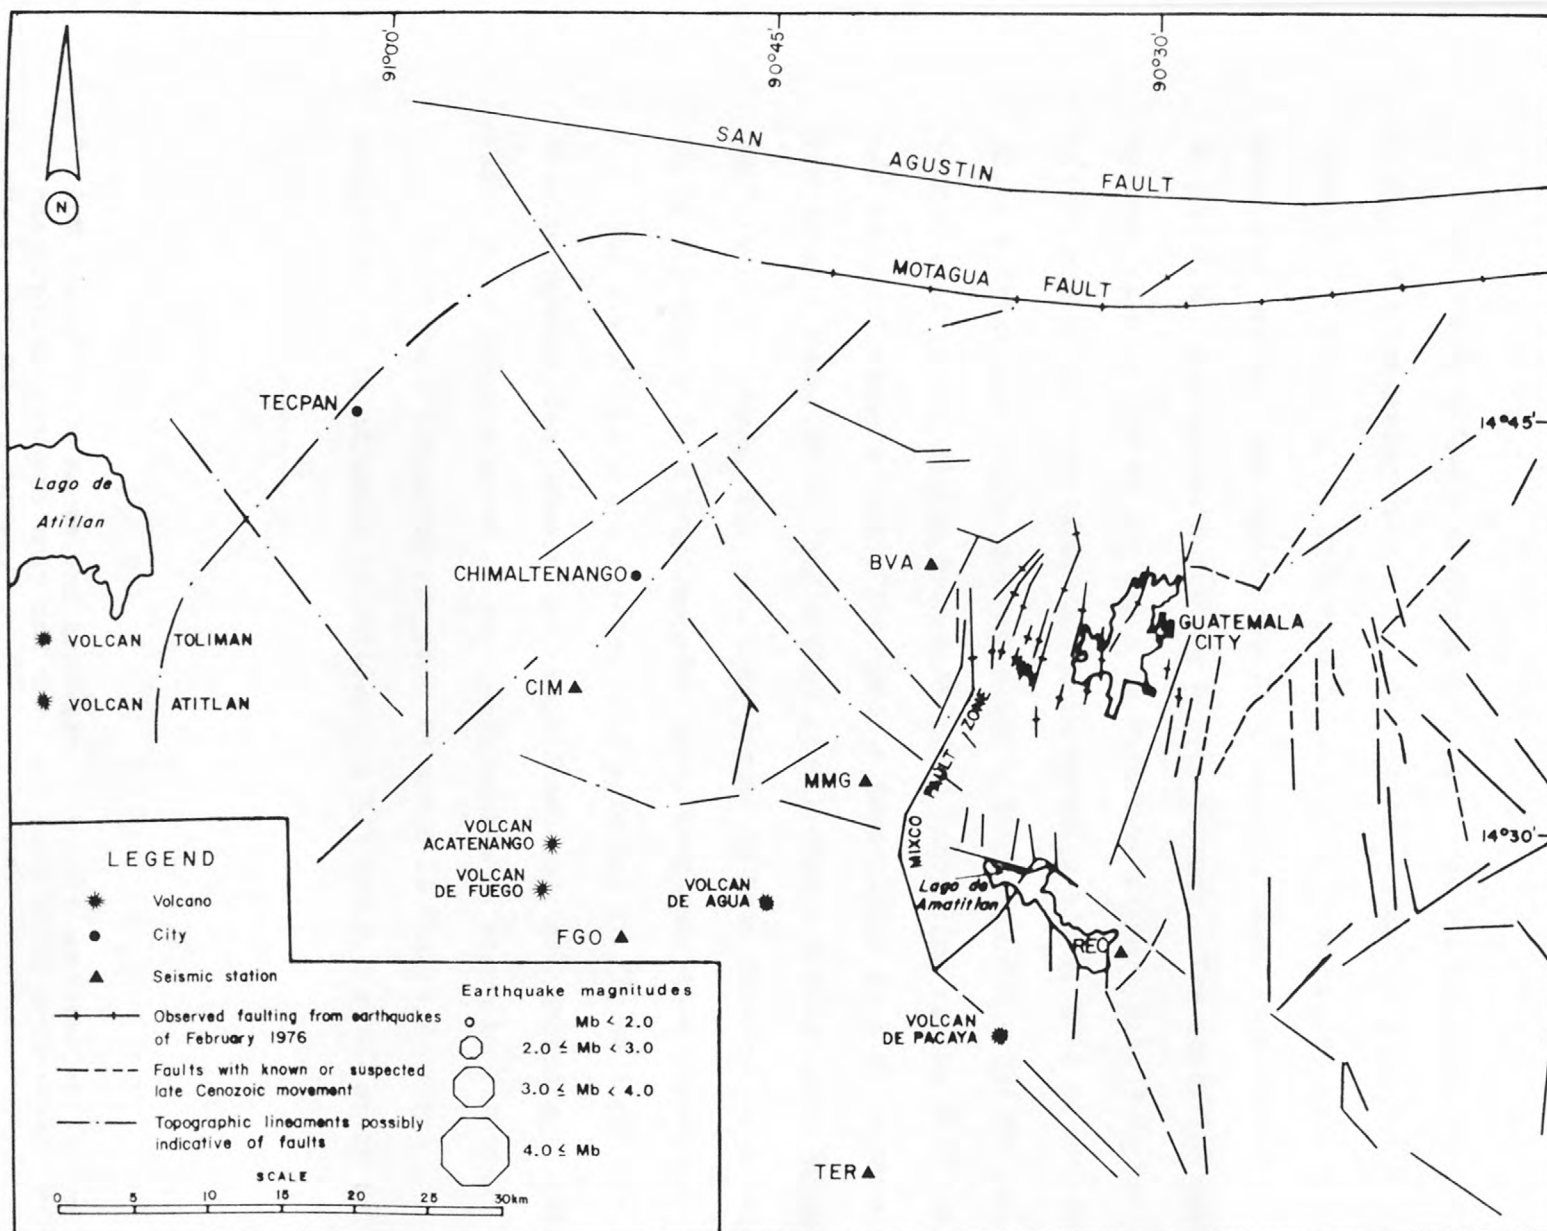 91°00'
90°45'
90°30'
SAN AGUSTIN FAULT
N
MOTAGUA FAULT
TECPAN
14°45'
Lago de
Atitlan
BVA
CHIMALTENANGO
GUATEMALA
CITY
VOLCAN TOLIMAN
CIM
VOLCAN ATITLAN
MIXCO FAULT ZONE
MMG
VOLCAN
ACATENANGO
14°30'
VOLCAN
DE FUEGO
VOLCAN
DE AGUA
Lago de
Amatitlan
FGO
REC
VOLCAN
DE PACAYA
TER
LEGEND
Volcano
City
Seismic station
Observed faulting from earthquakes
of February 1976
Faults with known or suspected
late Cenozoic movement
Topographic lineaments possibly
indicative of faults
Earthquake magnitudes
Mb < 2.0
2.0 ≤ Mb < 3.0
3.0 ≤ Mb < 4.0
4.0 ≤ Mb
SCALE
0 5 10 15 20 25 30km